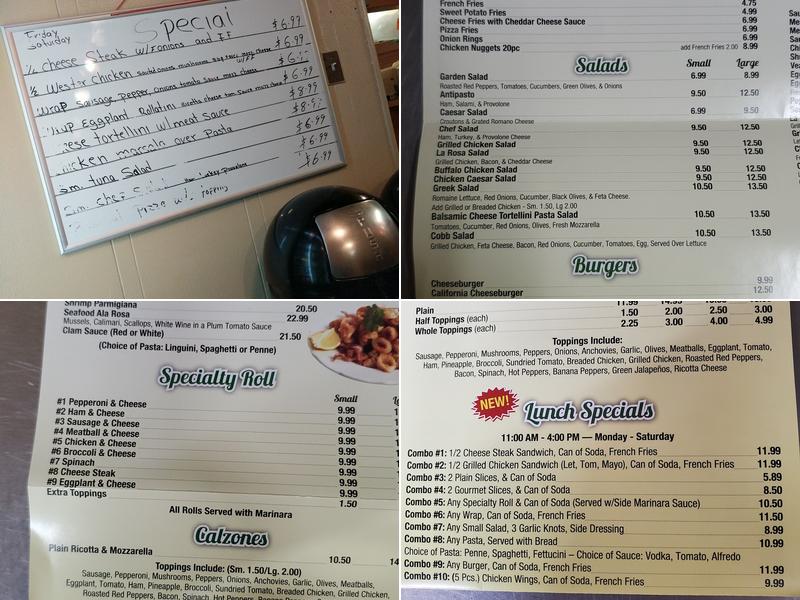 Friday
Saturday
Special
1/2 Cheese Steak w/Fonions and FF $6.99
1/2 Chicken onions mushrooms $6.99
Wrap Sausage, pepper, onions tomato sauce mozz cheese
Eggplant Rollatini ricotta cheese tom sauce $6.99
Tortellini w/ meat sauce $8.99
marsala over Pasta
Sm. tuna Salad $6.99
Sm. chef $6.99
pizza w/1 topping $6.99
French Fries 4.75
Sweet Potato Fries 4.99
Cheese Fries with Cheddar Cheese Sauce 6.99
Pizza Fries 6.99
Onion Rings 6.99
Chicken Nuggets 20pc add French Fries 2.00 8.99
Salads Small Large
Garden Salad 6.99 8.99
Roasted Red Peppers, Tomatoes, Cucumbers, Green Olives, & Onions
Antipasto 9.50 12.50
Ham, Salami, & Provolone
Caesar Salad 6.99 9.50
Croutons & Grated Romano Cheese
Chef Salad 9.50 12.50
Ham, Turkey, & Provolone Cheese
Grilled Chicken Salad 9.50 12.50
La Rosa Salad 9.50 12.50
Grilled Chicken, Bacon, & Cheddar Cheese
Buffalo Chicken Salad 9.50 12.50
Chicken Caesar Salad 9.50 12.50
Greek Salad 10.50 13.50
Romaine Lettuce, Red Onions, Cucumber, Black Olives, & Feta Cheese.
Add Grilled or Breaded Chicken - Sm. 1.50, Lg 2.00
Balsamic Cheese Tortellini Pasta Salad 10.50 13.50
Tomatoes, Cucumber, Red Onions, Olives, Fresh Mozzarella
Cobb Salad 10.50 13.50
Grilled Chicken, Feta Cheese, Bacon, Red Onions, Cucumber, Tomatoes, Egg, Served Over Lettuce
Burgers
Cheeseburger 9.99
California Cheeseburger 12.50
Shrimp Parmigiana 20.50
Seafood Ala Rosa 22.99
Mussels, Calimari, Scallops, White Wine in a Plum Tomato Sauce
Clam Sauce (Red or White) 21.50
(Choice of Pasta: Linguini, Spaghetti or Penne)
Specialty Roll
Small
#1 Pepperoni & Cheese 9.99
#2 Ham & Cheese 9.99
#3 Sausage & Cheese 9.99
#4 Meatball & Cheese 9.99
#5 Chicken & Cheese 9.99
#6 Broccoli & Cheese 9.99
#7 Spinach 9.99
#8 Cheese Steak 9.99
#9 Eggplant & Cheese 9.99
Extra Toppings 1.50
All Rolls Served with Marinara
Calzones
Plain Ricotta & Mozzarella 10.50 14
Toppings Include: (Sm. 1.50/Lg. 2.00)
Sausage, Pepperoni, Mushrooms, Peppers, Onions, Anchovies, Garlic, Olives, Meatballs,
Eggplant, Tomato, Ham, Pineapple, Broccoli, Sundried Tomato, Breaded Chicken, Grilled Chicken,
Roasted Red Peppers, Bacon, Spinach, Hot Peppers, Banana Peppers,
Plain 11.99
Half Toppings (each) 1.50 2.00 2.50 3.00
Whole Toppings (each) 2.25 3.00 4.00 4.99
Toppings Include:
Sausage, Pepperoni, Mushrooms, Peppers, Onions, Anchovies, Garlic, Olives, Meatballs, Eggplant, Tomato,
Ham, Pineapple, Broccoli, Sundried Tomato, Breaded Chicken, Grilled Chicken, Roasted Red Peppers,
Bacon, Spinach, Hot Peppers, Banana Peppers, Green Jalapeños, Ricotta Cheese
NEW! Lunch Specials
11:00 AM - 4:00 PM — Monday - Saturday
Combo #1: 1/2 Cheese Steak Sandwich, Can of Soda, French Fries 11.99
Combo #2: 1/2 Grilled Chicken Sandwich (Let, Tom, Mayo), Can of Soda, French Fries 11.99
Combo #3: 2 Plain Slices, & Can of Soda 5.89
Combo #4: 2 Gourmet Slices, & Can of Soda 8.50
Combo #5: Any Specialty Roll & Can of Soda (Served w/Side Marinara Sauce) 10.50
Combo #6: Any Wrap, Can of Soda, French Fries 11.50
Combo #7: Any Small Salad, 3 Garlic Knots, Side Dressing 8.99
Combo #8: Any Pasta, Served with Bread 10.99
Choice of Pasta: Penne, Spaghetti, Fettucini – Choice of Sauce: Vodka, Tomato, Alfredo
Combo #9: Any Burger, Can of Soda, French Fries 11.99
Combo #10: (5 Pcs.) Chicken Wings, Can of Soda, French Fries 9.99